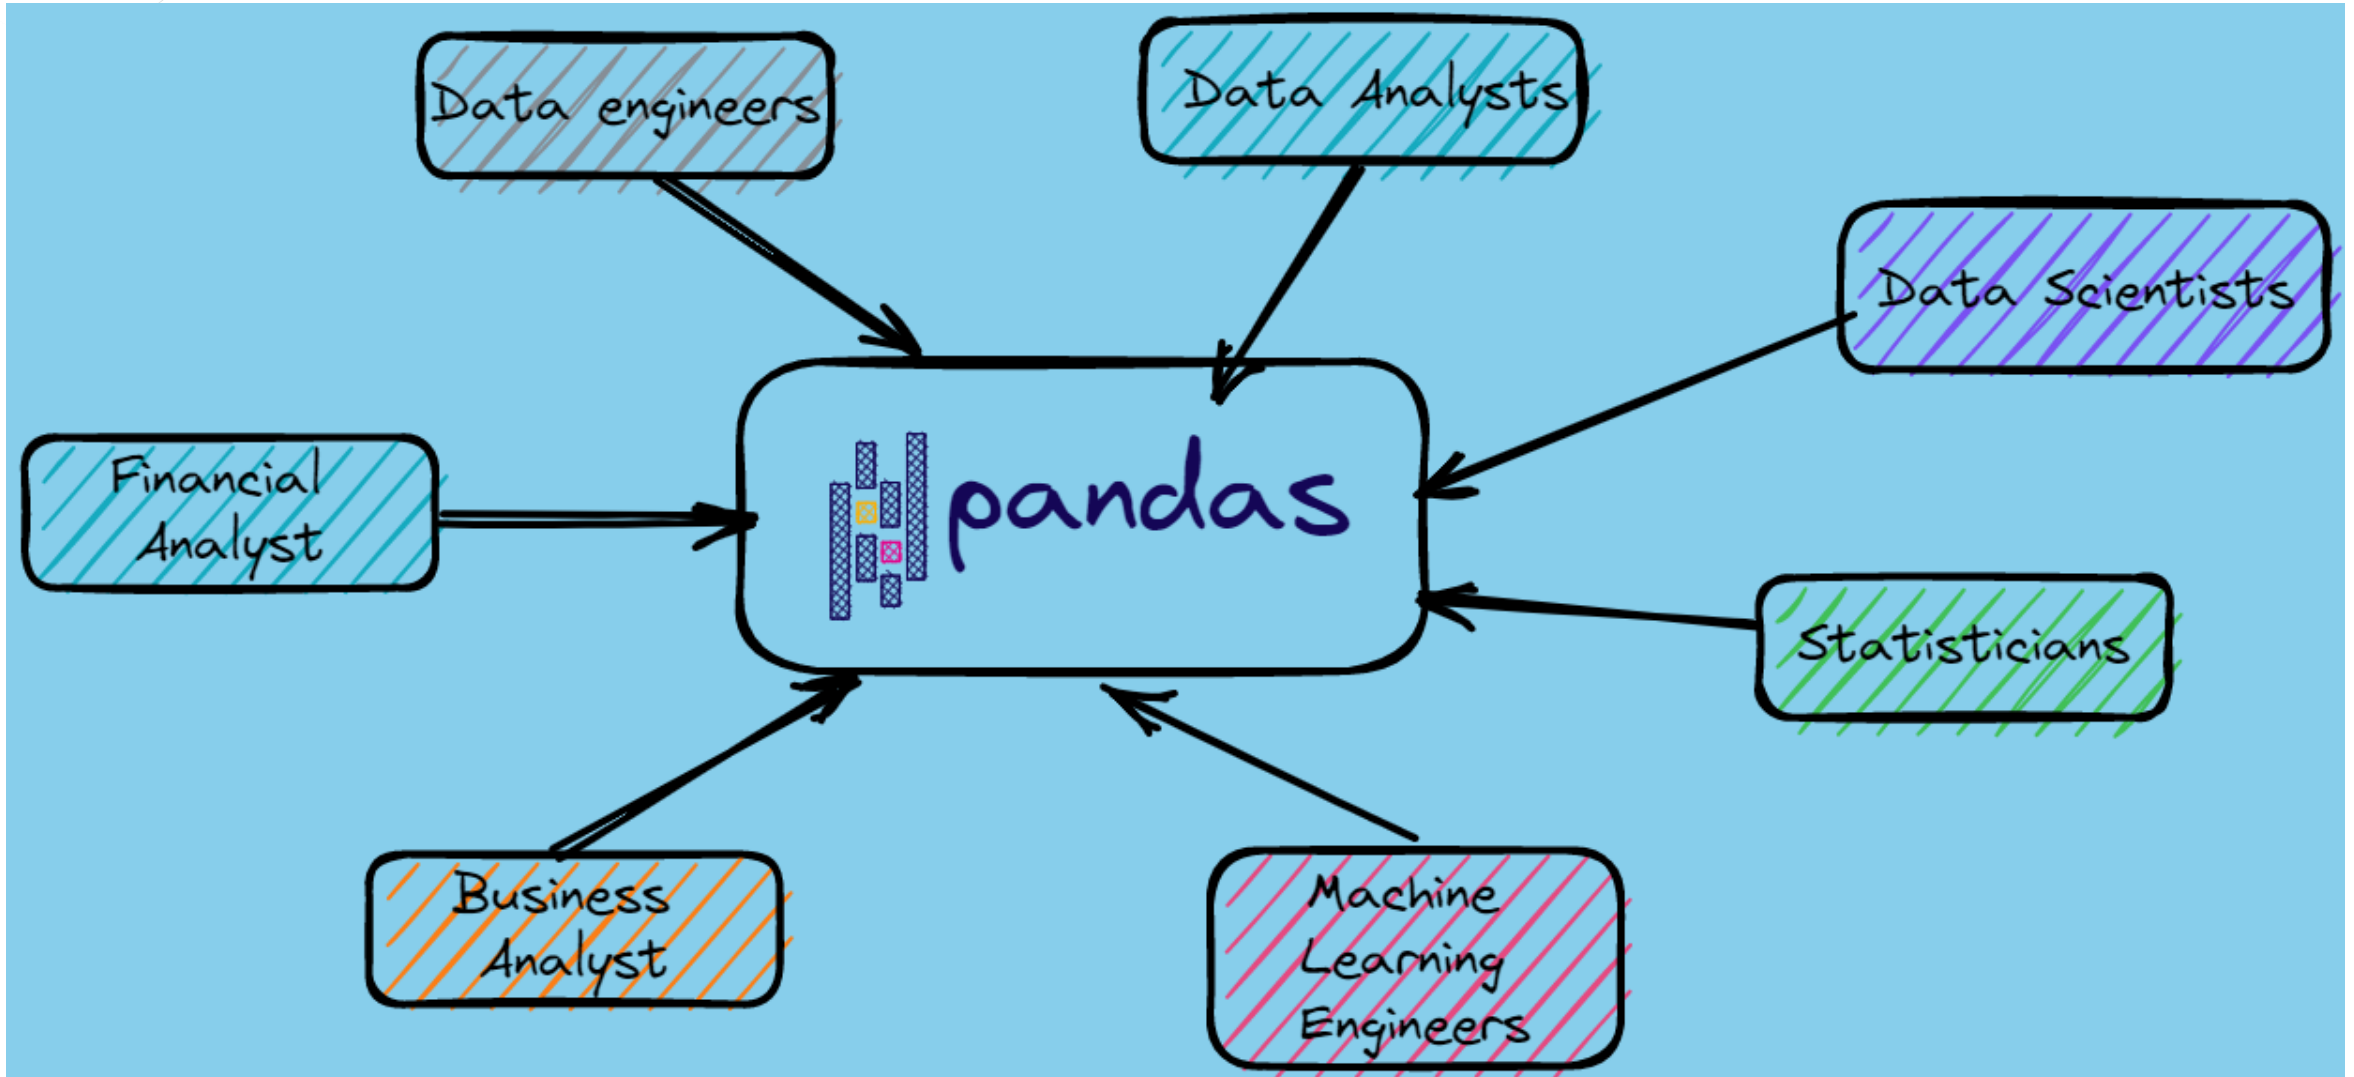 Data engineers
Data Analysts
Data Scientists
Financial
Analyst
pandas
Statisticians
Business
Analyst
Machine
Learning
Engineers